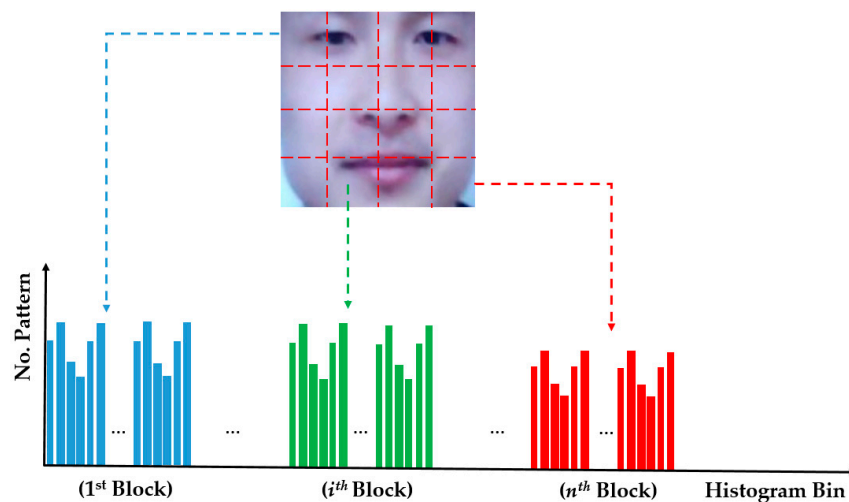 No. Pattern
... ... ... ... ...
(1st Block) (ith Block) (nth Block) Histogram Bin